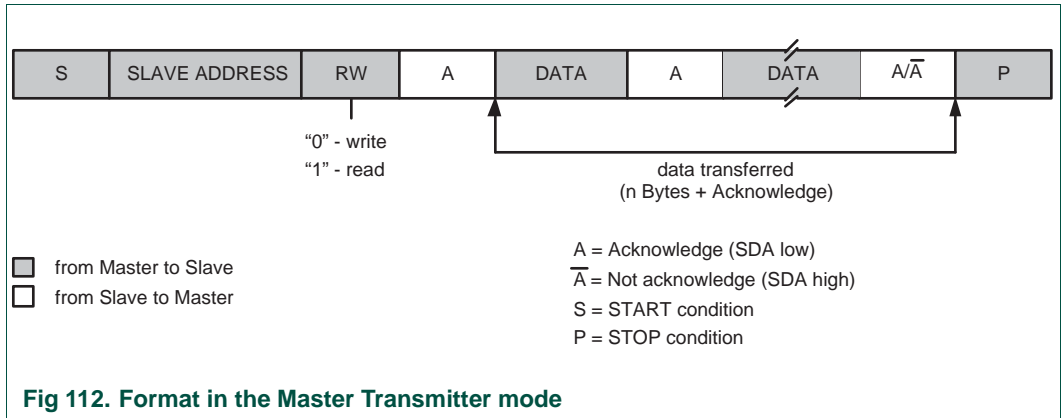 S SLAVE ADDRESS RW A DATA A DATA A/A̅ P
“0” - write
“1” - read
data transferred
(n Bytes + Acknowledge)
from Master to Slave
from Slave to Master
A = Acknowledge (SDA low)
A̅ = Not acknowledge (SDA high)
S = START condition
P = STOP condition
Fig 112. Format in the Master Transmitter mode